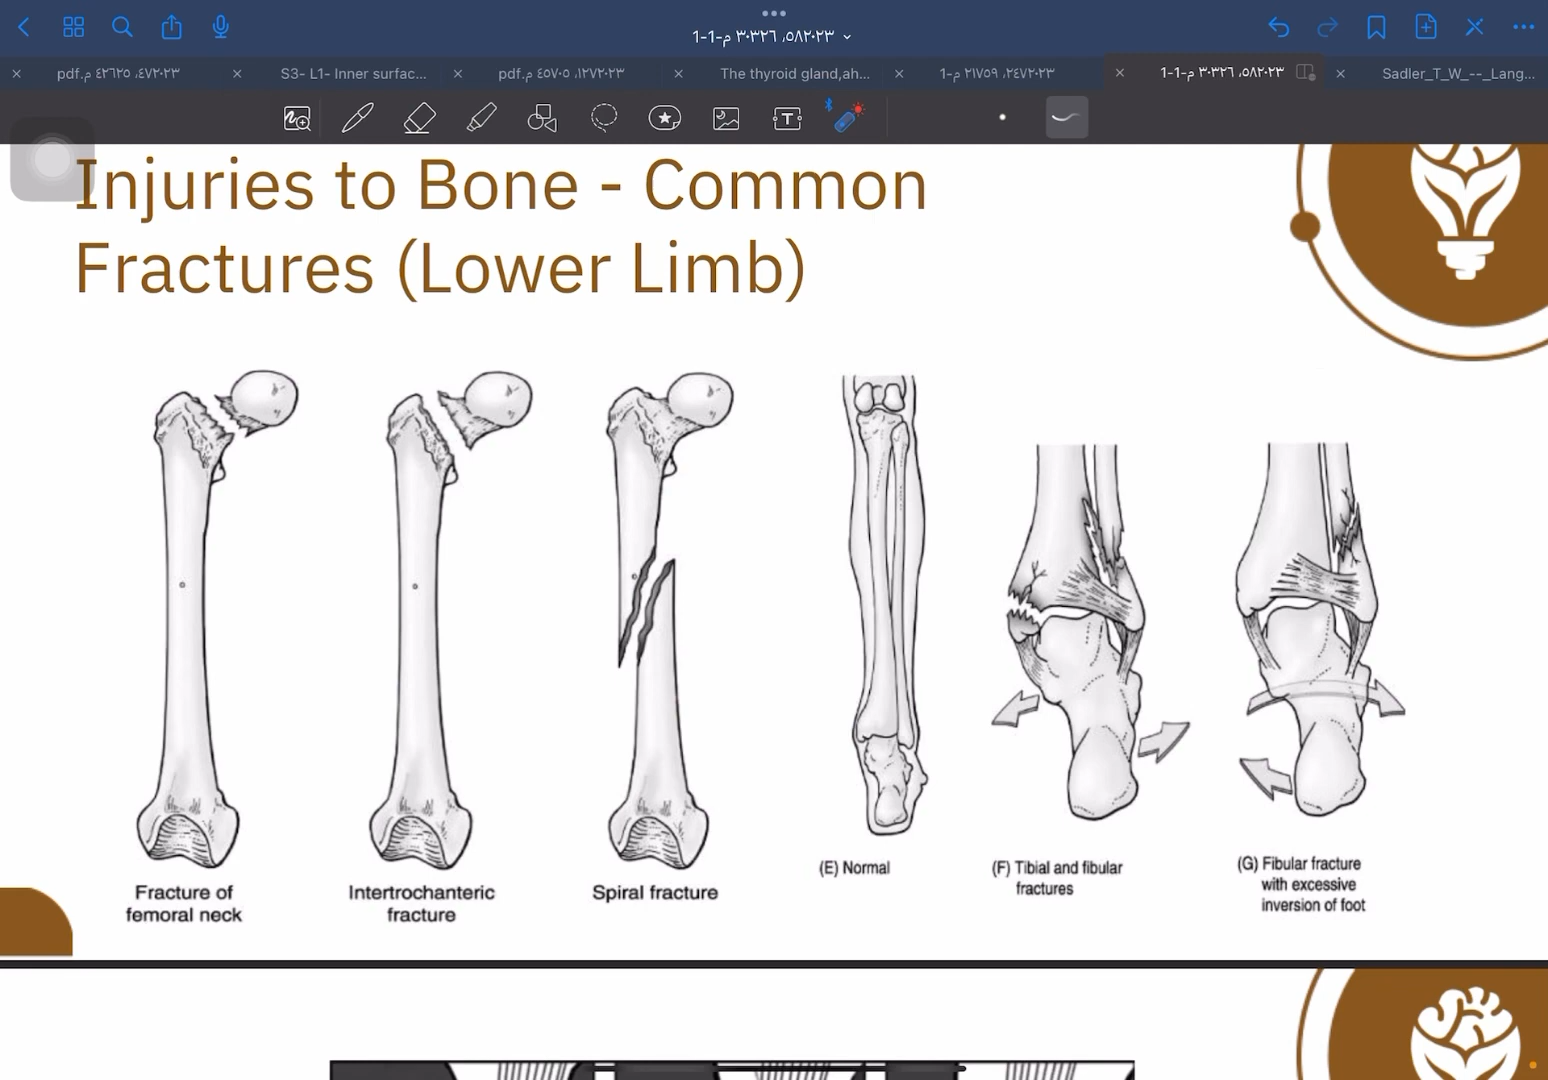 ٥٨٢٠٢٣، ٣٠٣٢٦ م-1-1
٤٧٢٠٢٣، ٤٢٦٢٥ م.pdf
S3- L1- Inner surfac...
١٢٧٢٠٢٣، ٤٥٧٠٥ م.pdf
The thyroid gland,ah...
٢٤٧٢٠٢٣، ٢١٧٥٩ م-1
٥٨٢٠٢٣، ٣٠٣٢٦ م-1-1
Sadler_T_W_--_Lang...
Injuries to Bone - Common
Fractures (Lower Limb)
Fracture of
femoral neck
Intertrochanteric
fracture
Spiral fracture
(E) Normal
(F) Tibial and fibular
fractures
(G) Fibular fracture
with excessive
inversion of foot